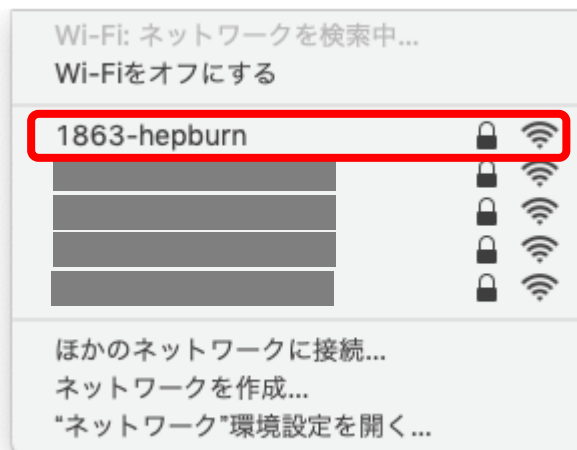 Wi-Fi: ネットワークを検索中...
Wi-Fiをオフにする
1863-hepburn
ほかのネットワークに接続...
ネットワークを作成...
“ネットワーク”環境設定を開く...